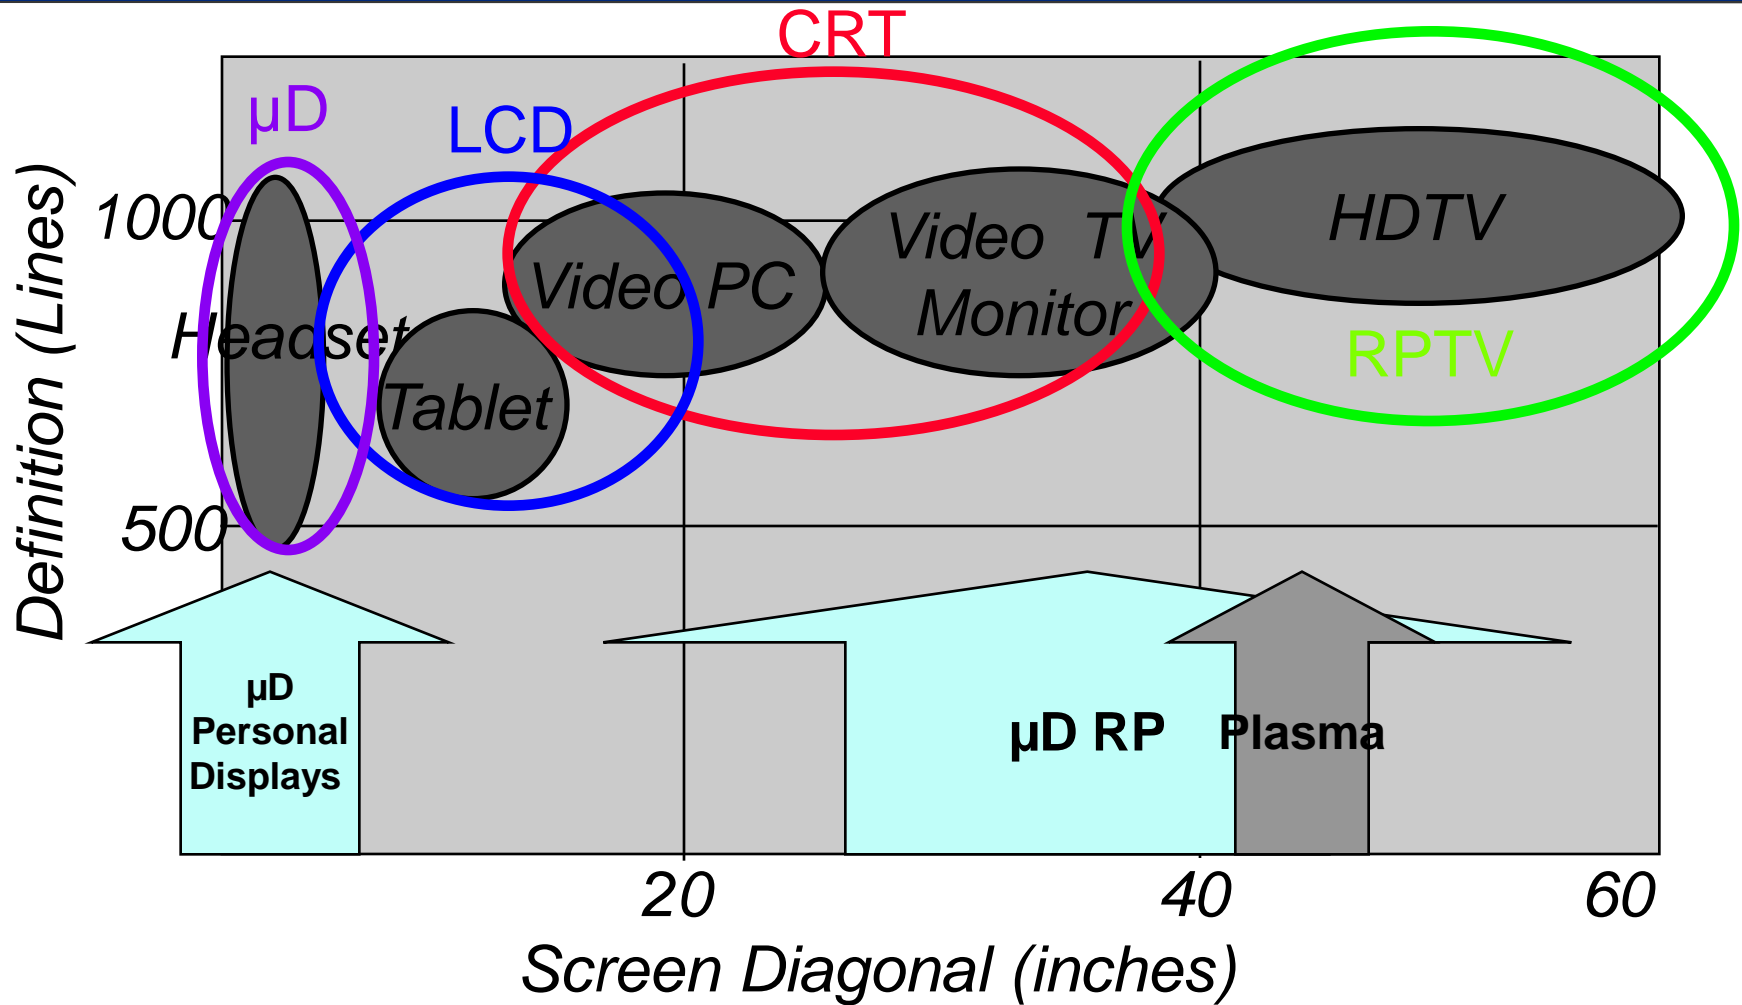 CRT
µD
LCD
1000
Video TV
Monitor
HDTV
Video PC
Headset
RPTV
Tablet
500
Definition (Lines)
µD
Personal
Displays
µD RP
Plasma
20
40
60
Screen Diagonal (inches)